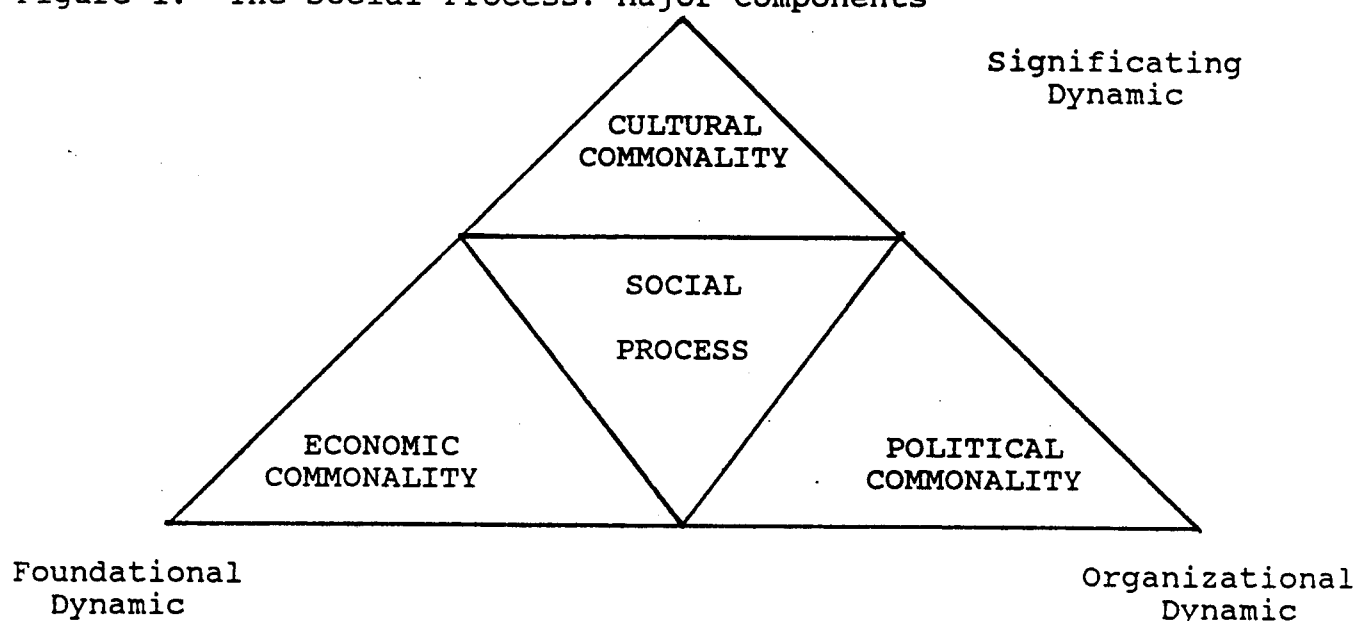 Figure 1. The Social Process: Major Components
Significating
Dynamic
CULTURAL
COMMONALITY
SOCIAL
PROCESS
ECONOMIC
COMMONALITY
POLITICAL
COMMONALITY
Foundational
Dynamic
Organizational
Dynamic